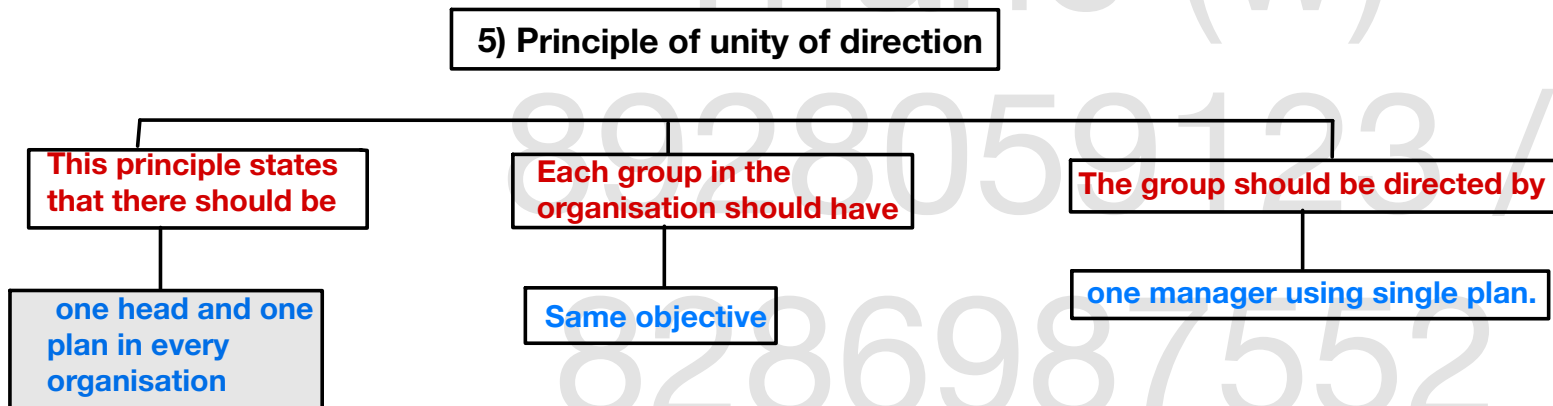 Thane (W)
5) Principle of unity of direction
8928059123 /
This principle states
that there should be
Each group in the
organisation should have
The group should be directed by
one head and one
plan in every
organisation
Same objective
one manager using single plan.
8286987552